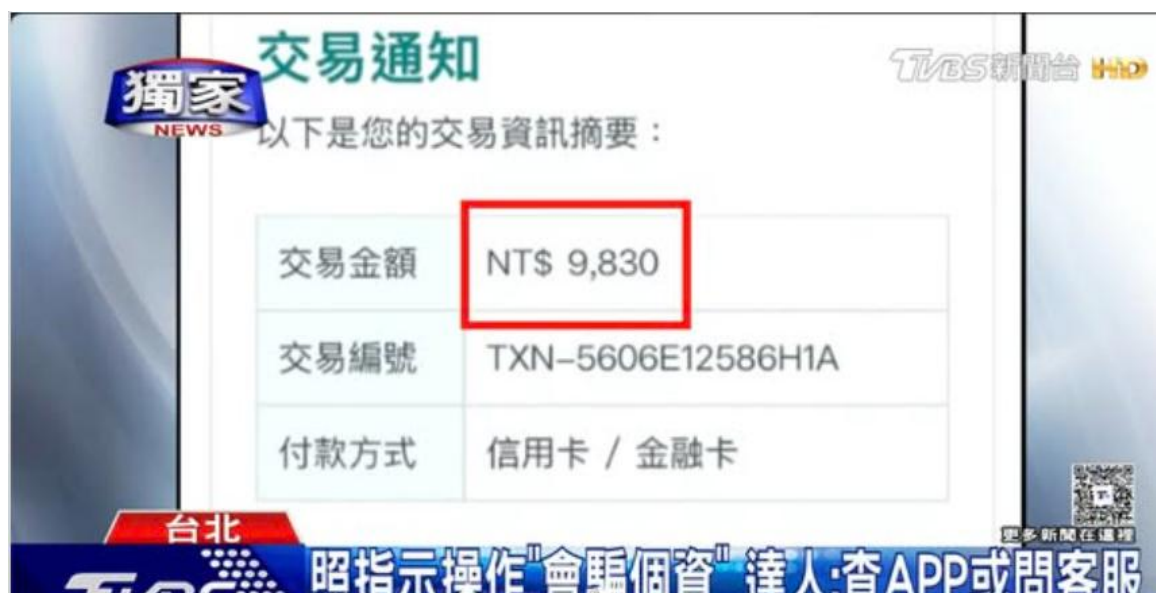 交易通知
TVBS新聞台 HD
獨家
NEWS
以下是您的交易資訊摘要：
交易金額 NT$ 9,830
交易編號 TXN-5606E12586H1A
付款方式 信用卡 / 金融卡
更多新聞在這裡
台北
TVBS
照指示操作"會騙個資" 達人:查APP或問客服